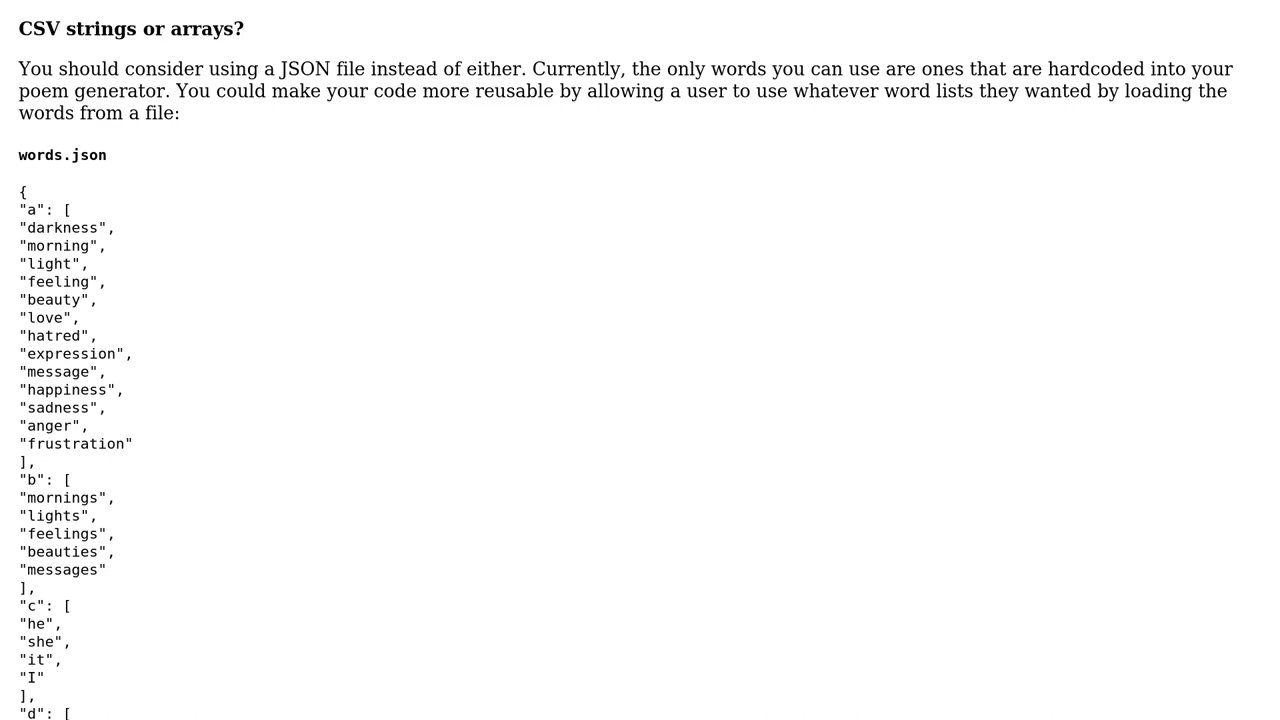 CSV strings or arrays?
You should consider using a JSON file instead of either. Currently, the only words you can use are ones that are hardcoded into your
poem generator. You could make your code more reusable by allowing a user to use whatever word lists they wanted by loading the
words from a file:
words.json
{
"a": [
"darkness",
"morning",
"light",
"feeling",
"beauty",
"love",
"hatred",
"expression",
"message",
"happiness",
"sadness",
"anger",
"frustration"
],
"b": [
"mornings",
"lights",
"feelings",
"beauties",
"messages"
],
"c": [
"he",
"she",
"it",
"I"
],
"d": [